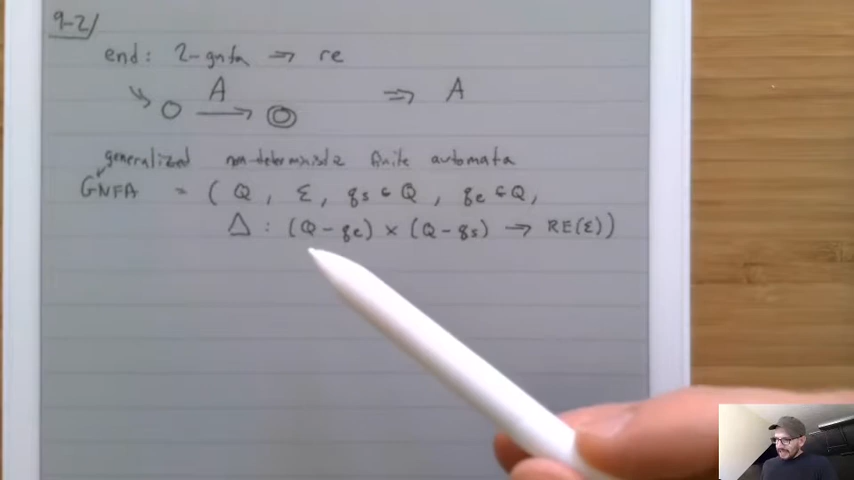 9-2/
end: 2-gnfa → re
A ⇒ A
generalized non-deterministic finite automata
GNFA = ( Q, Σ, qs ∈ Q, qe ∈ Q,
Δ : (Q - qe) × (Q - qs) → RE(Σ))